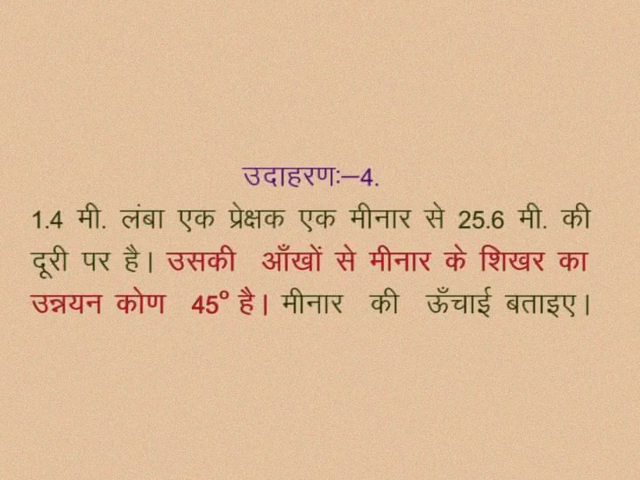 उदाहरणः–4.
1.4 मी. लंबा एक प्रेक्षक एक मीनार से 25.6 मी. की
दूरी पर है। उसकी आँखों से मीनार के शिखर का
उन्नयन कोण 45° है। मीनार की ऊँचाई बताइए।